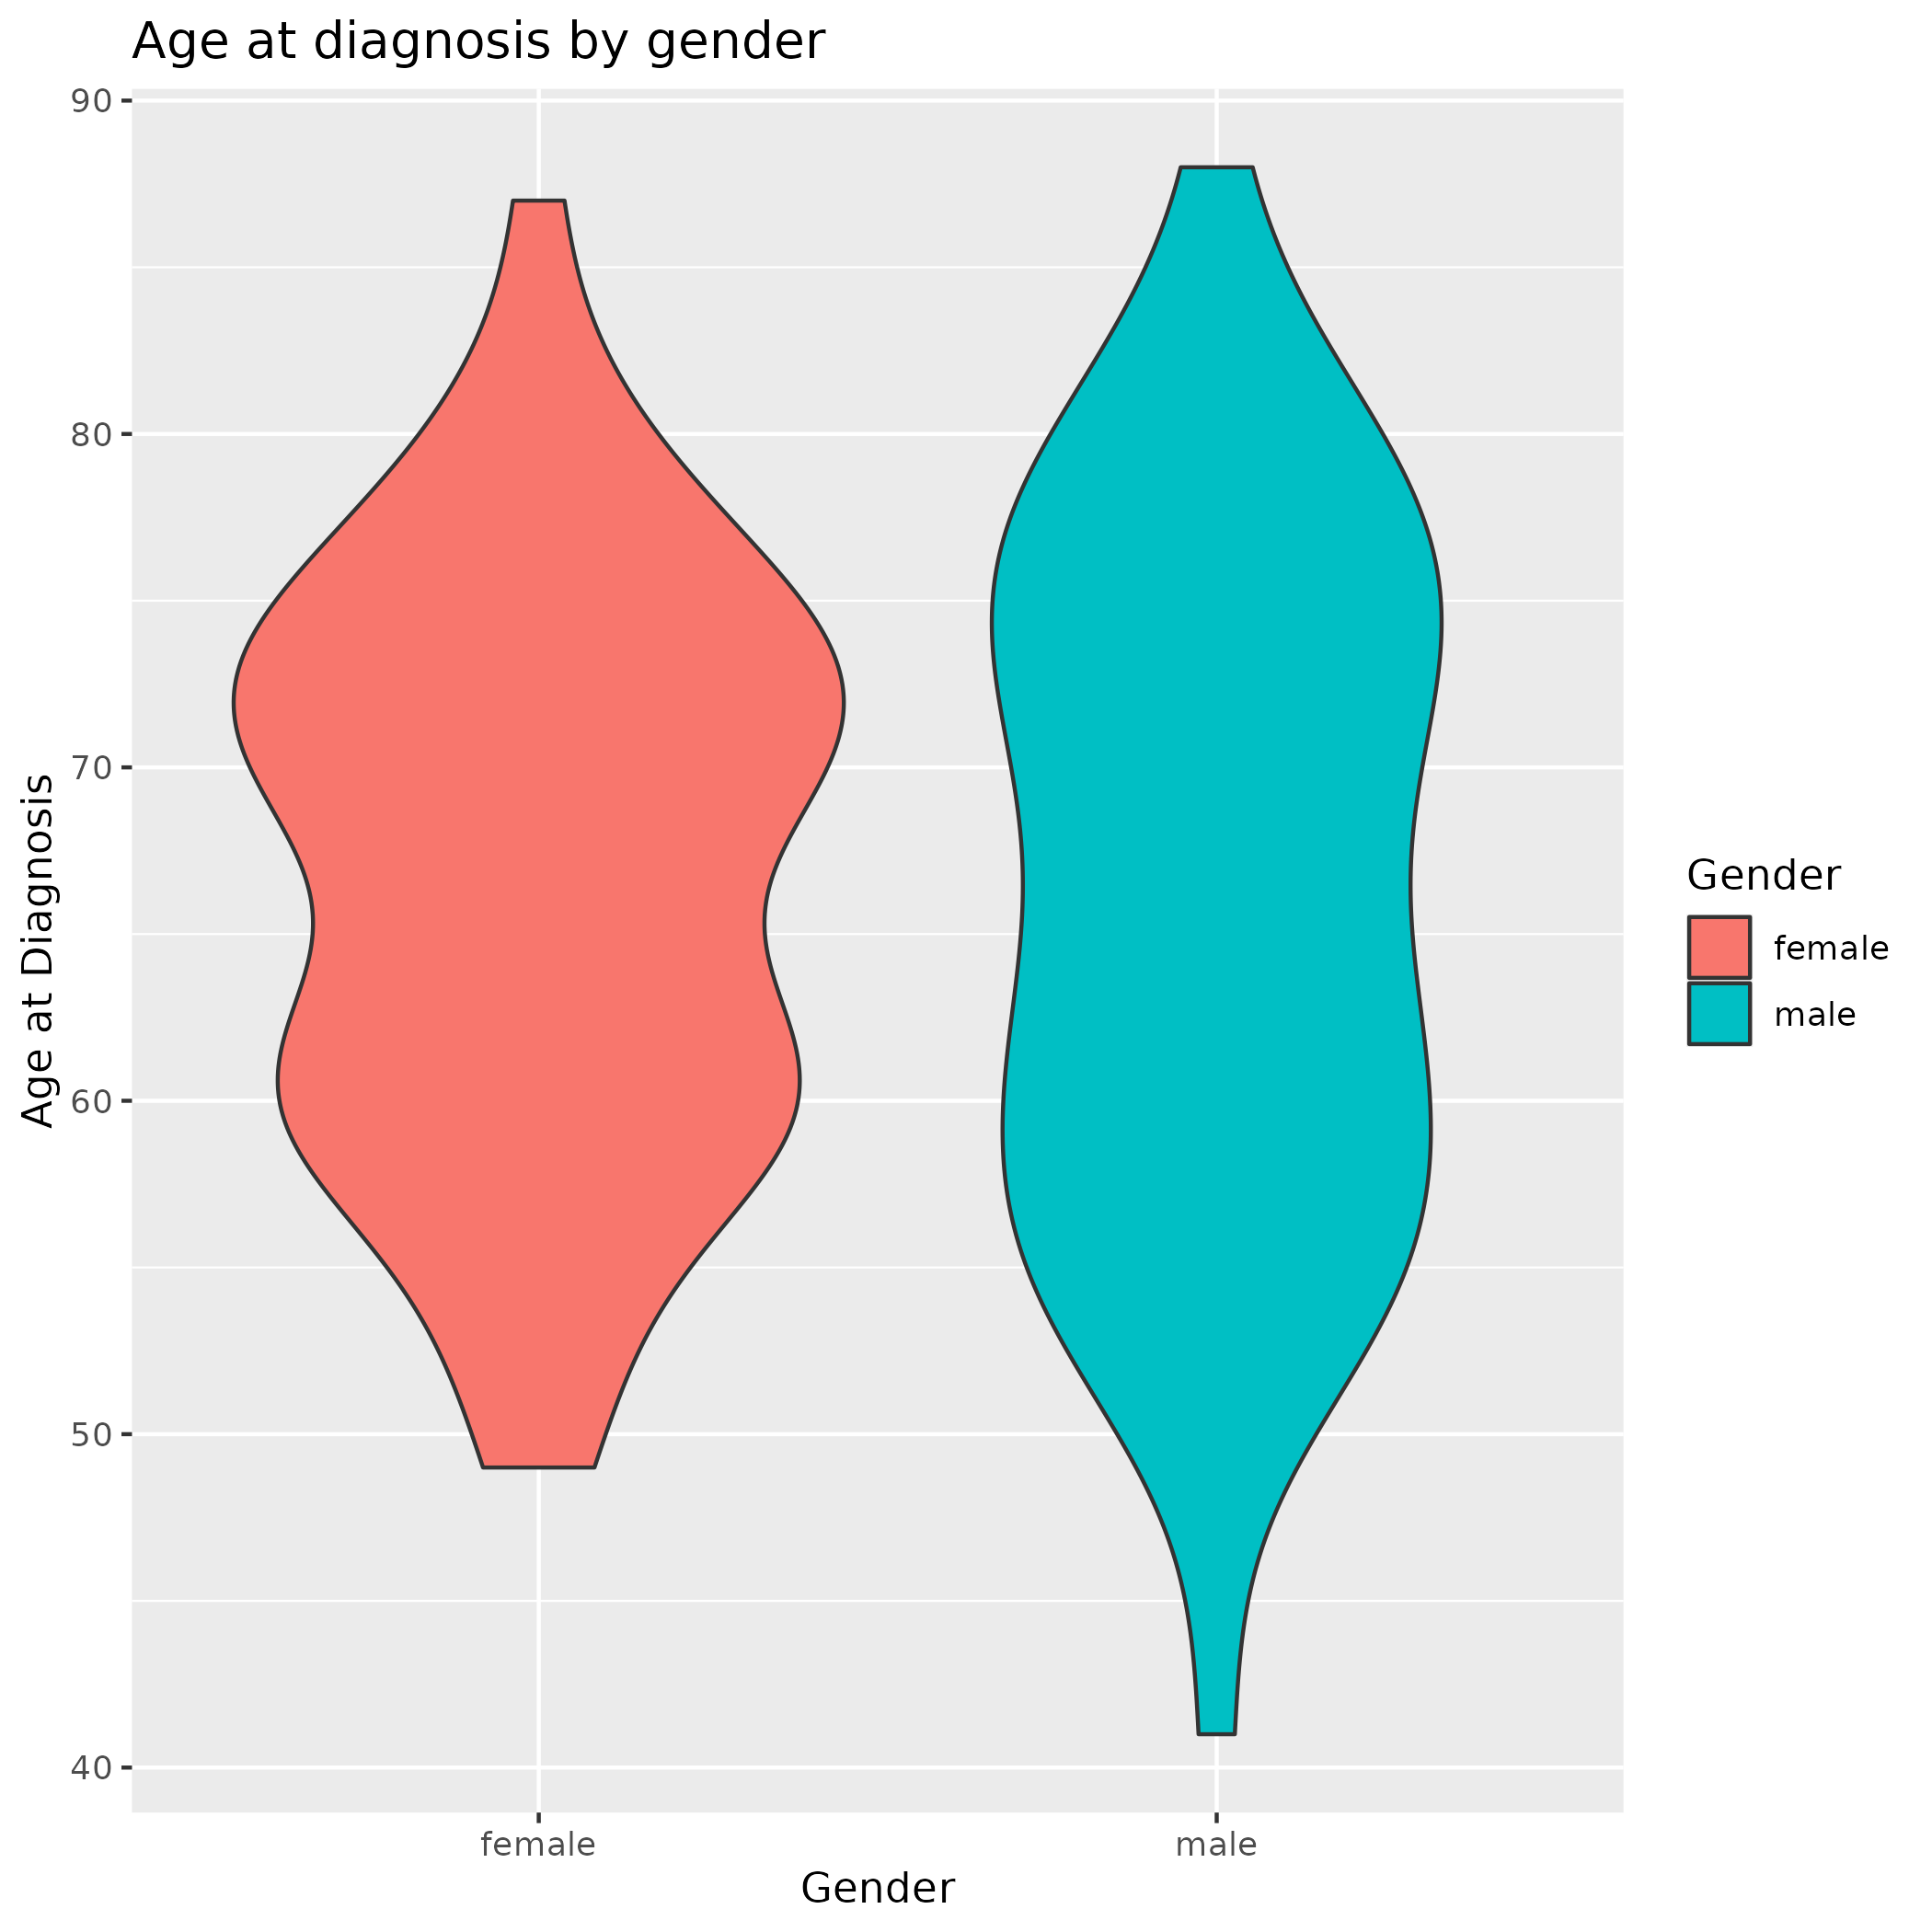 Age at diagnosis by gender
90
80
70
60
50
40
Age at Diagnosis
female
male
Gender
Gender
female
male